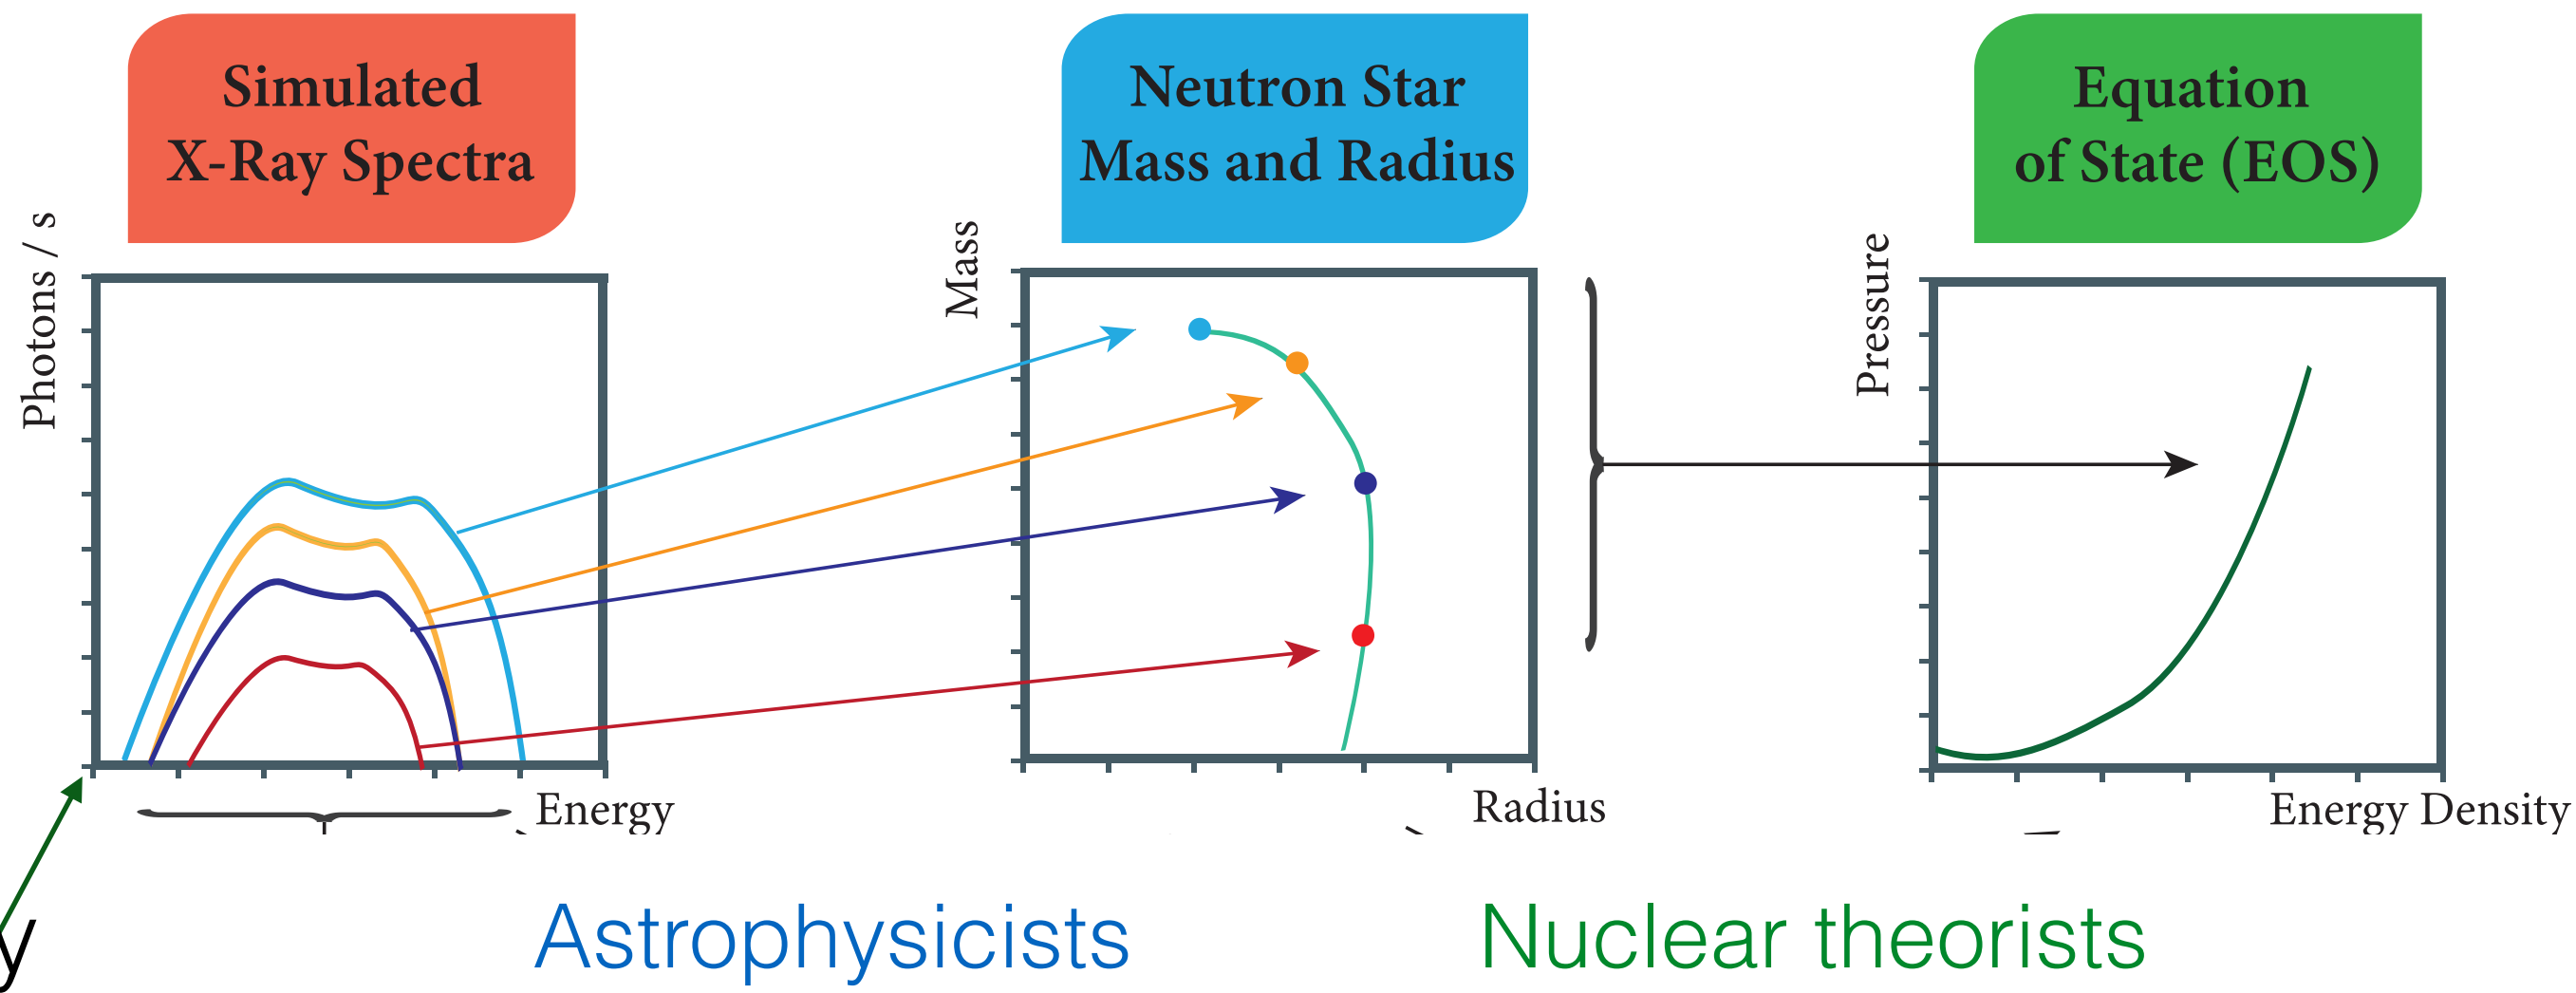 Simulated
X-Ray Spectra
Neutron Star
Mass and Radius
Equation
of State (EOS)
Photons / s
Mass
Pressure
Energy
Radius
Energy Density
y
Astrophysicists
Nuclear theorists